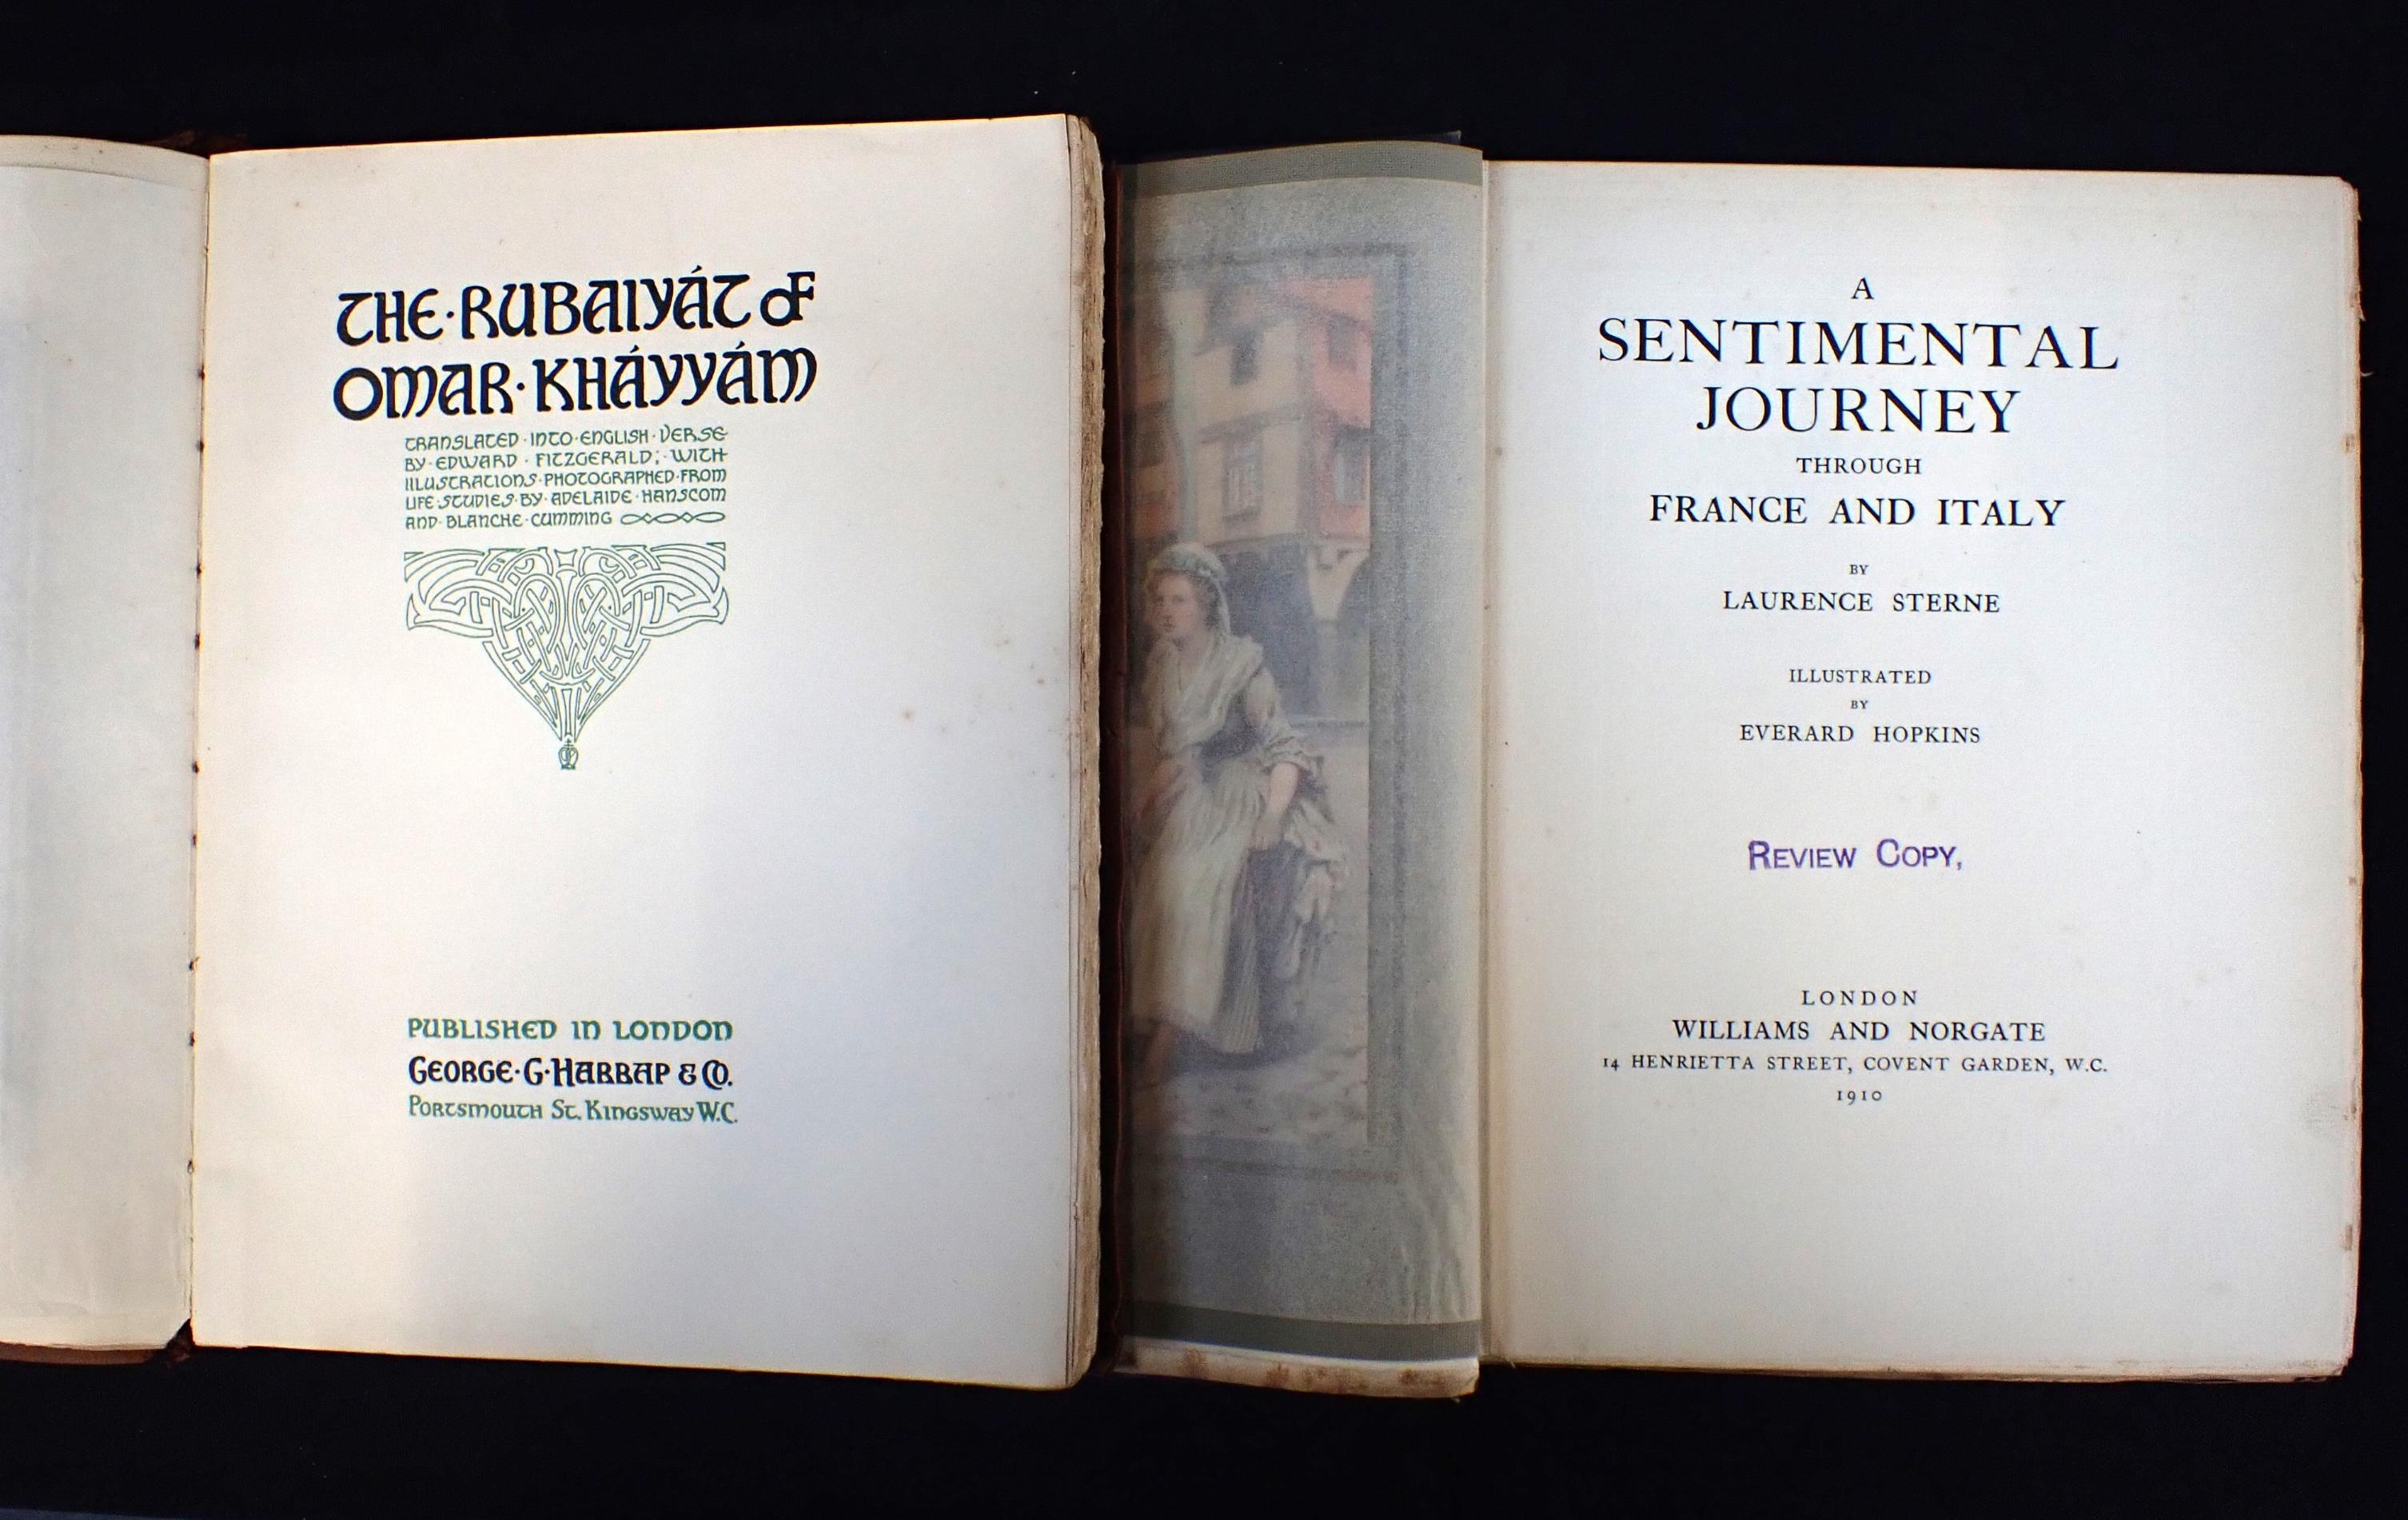 THE·RUBAIYÁT OF
OMAR·KHÁYYÁM
TRANSLATED·INTO·ENGLISH·VERSE
BY·EDWARD·FITZGERALD;·WITH
ILLUSTRATIONS·PHOTOGRAPHED·FROM
LIFE·STUDIES·BY·ADELAIDE·HANSCOM
AND·BLANCHE·CUMMING
PUBLISHED IN LONDON
GEORGE·G·HARRAP & CO.
PORTSMOUTH ST. KINGSWAY W.C.
A
SENTIMENTAL
JOURNEY
THROUGH
FRANCE AND ITALY
BY
LAURENCE STERNE
ILLUSTRATED
BY
EVERARD HOPKINS
REVIEW COPY,
LONDON
WILLIAMS AND NORGATE
14 HENRIETTA STREET, COVENT GARDEN, W.C.
1910